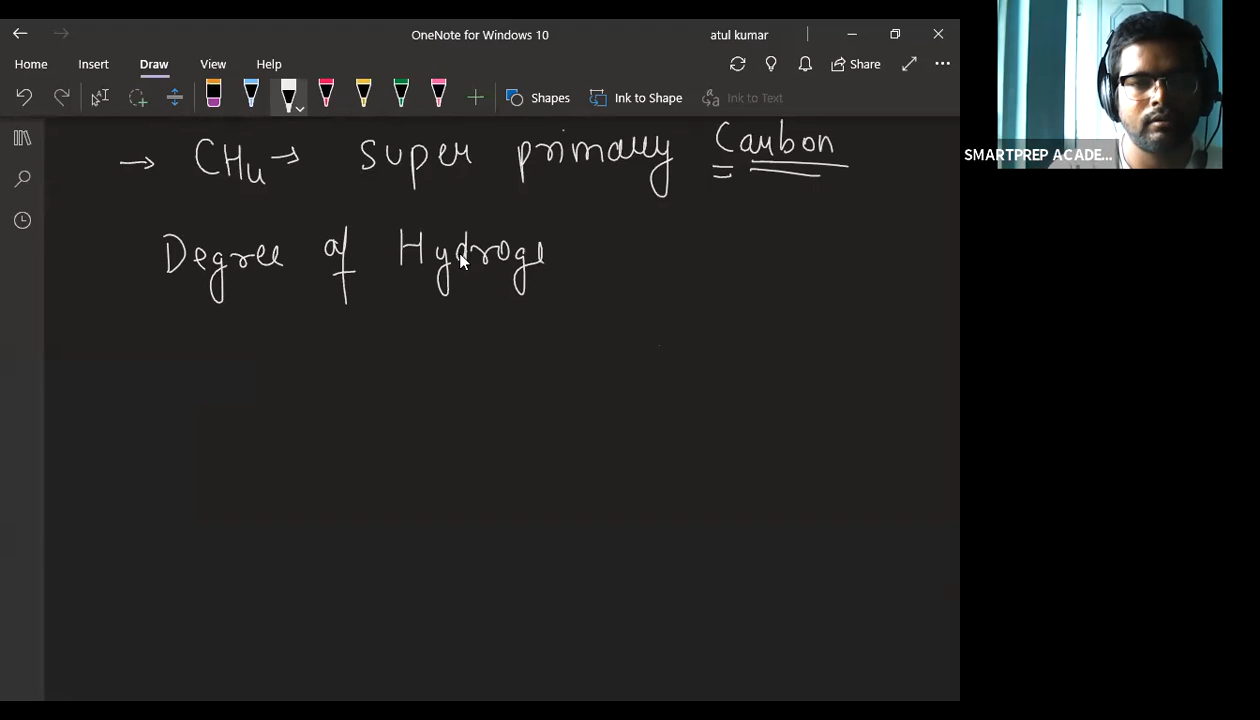 OneNote for Windows 10
atul kumar
Home Insert Draw View Help
Share
Shapes
Ink to Shape
Ink to Text
→ CH4 → Super primary Carbon
SMARTPREP ACADE...
Degree of Hydroge